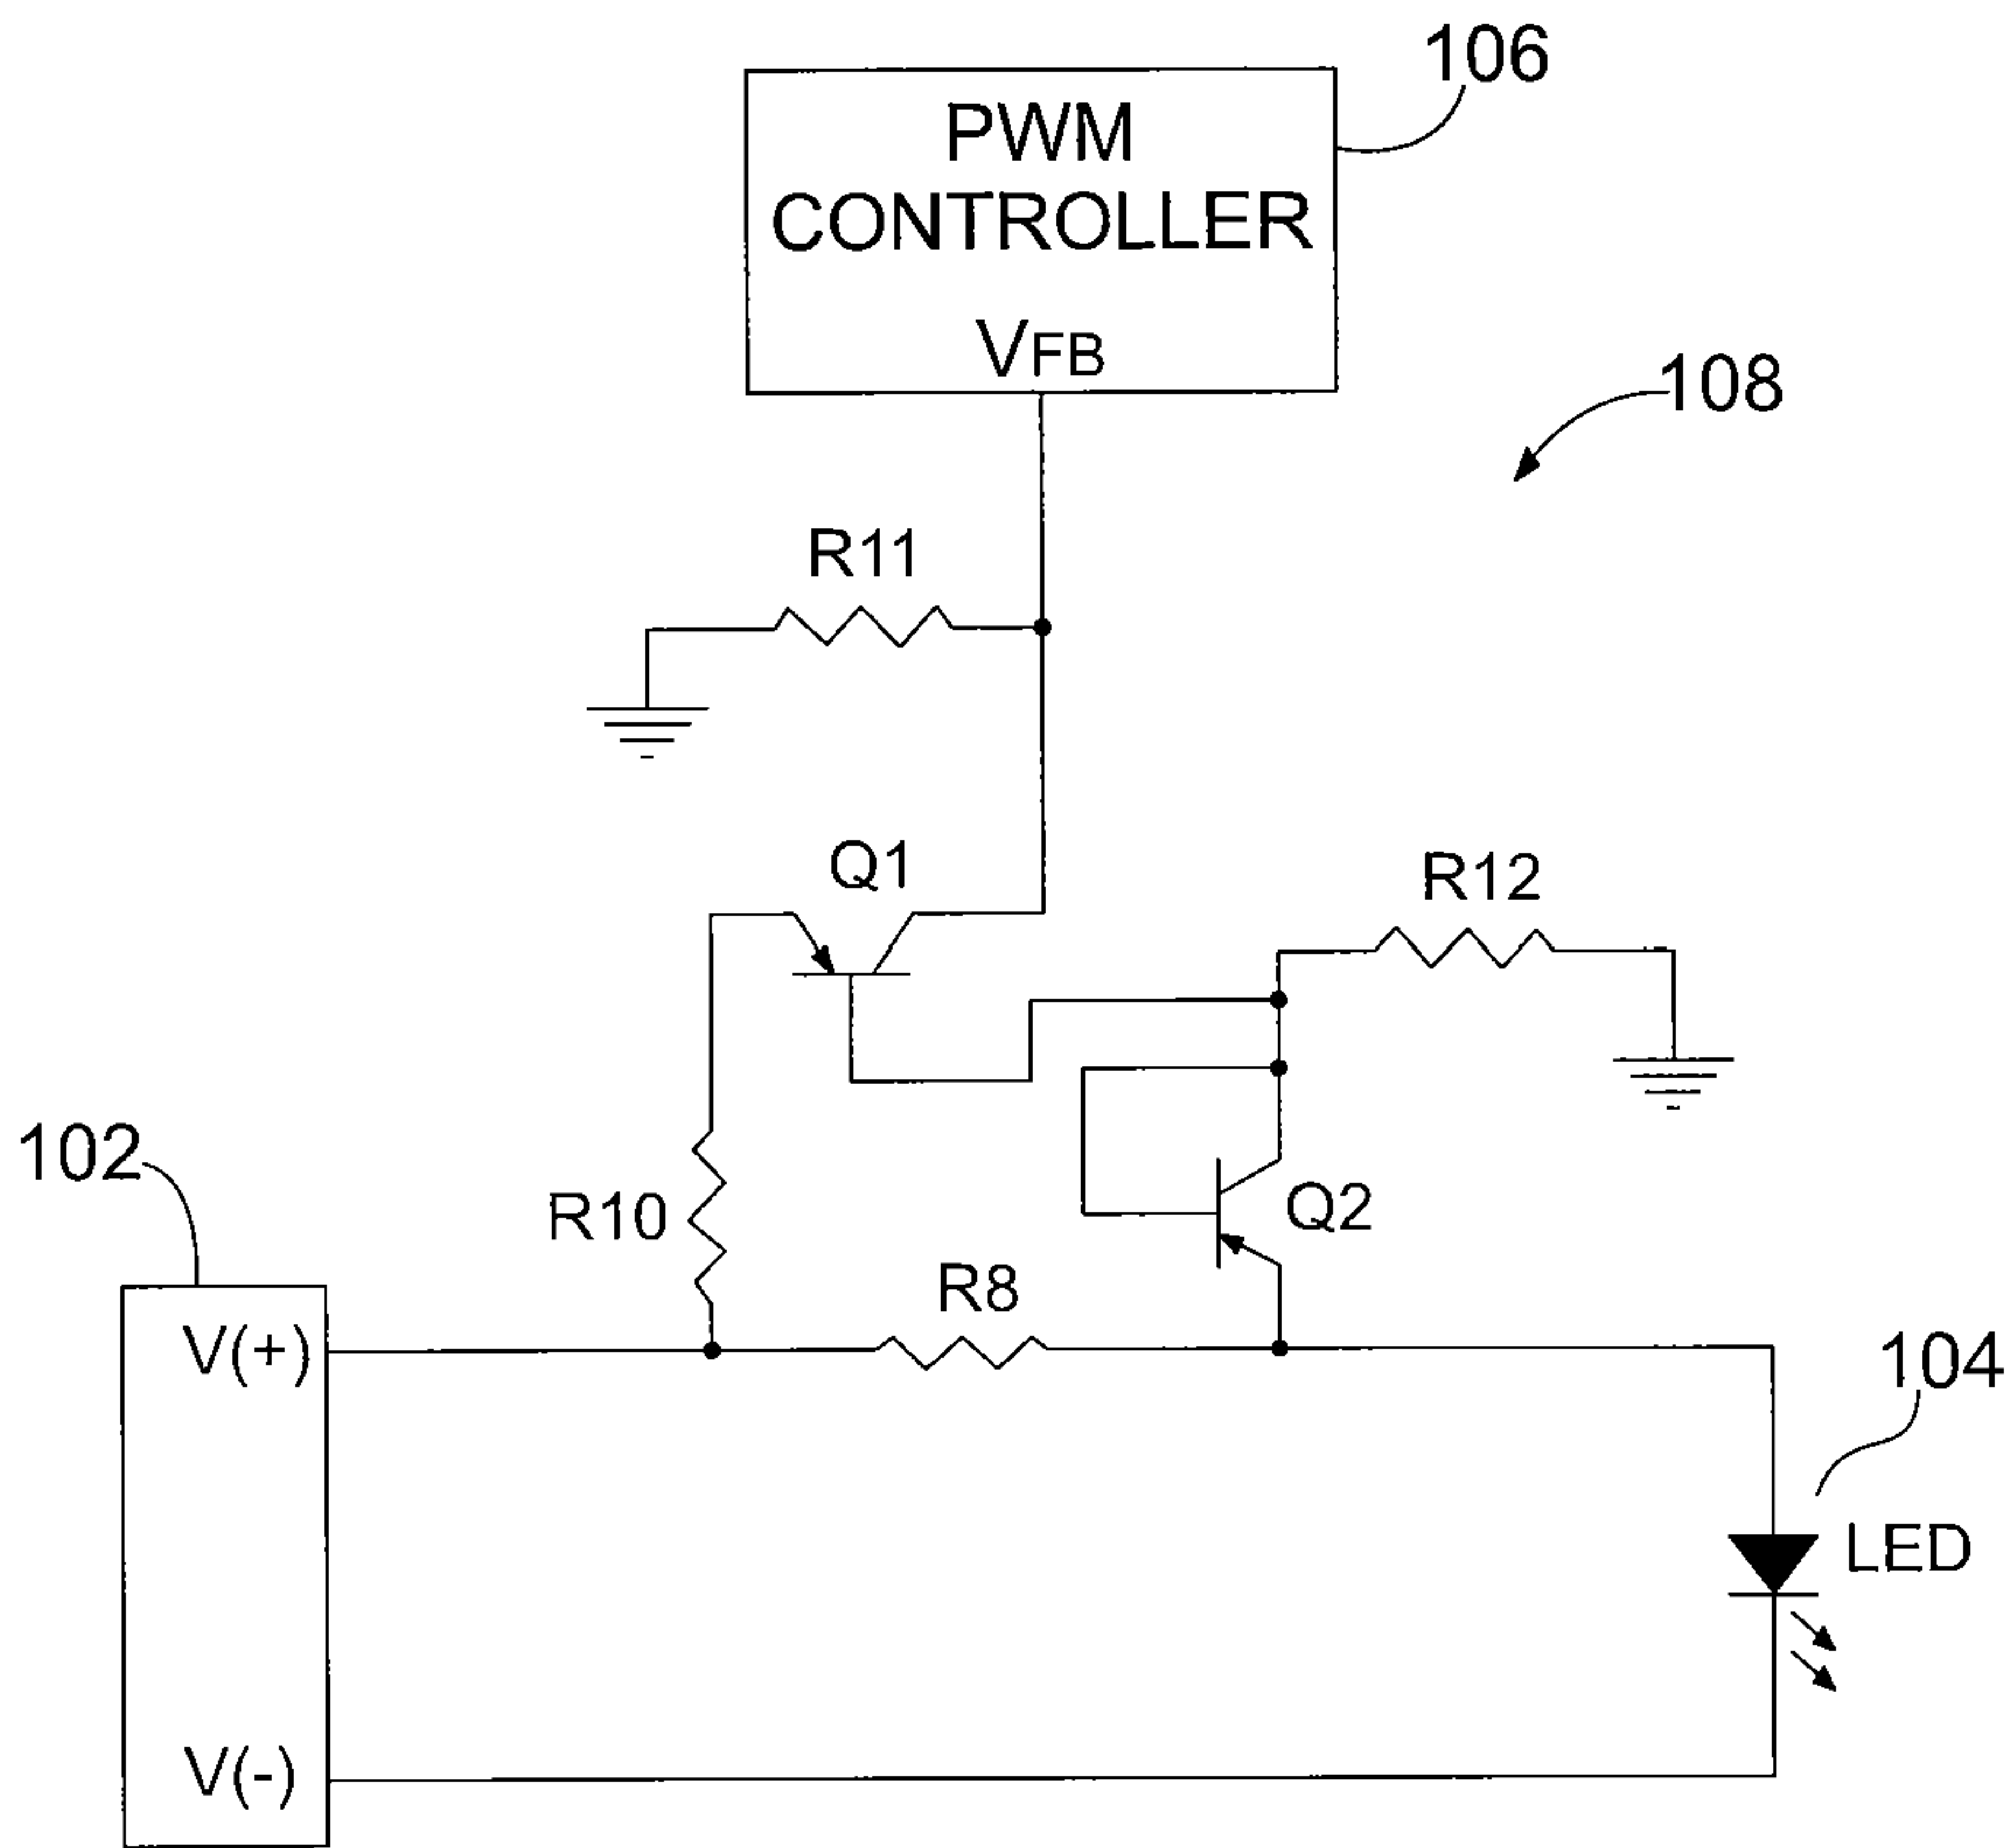 106
PWM
CONTROLLER
VFB
108
R11
Q1
R12
102
R10
Q2
R8
V(+)
104
LED
V(-)